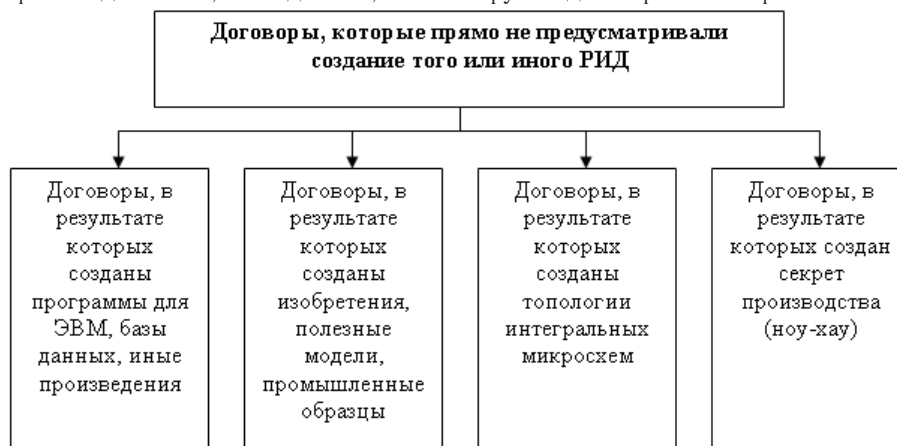 Договоры, которые прямо не предусматривали
создание того или иного РИД
Договоры, в
результате
которых
созданы
программы для
ЭВМ, базы
данных, иные
произведения
Договоры, в
результате
которых
созданы
изобретения,
полезные
модели,
промышленные
образцы
Договоры, в
результате
которых
созданы
топологии
интегральных
микросхем
Договоры, в
результате
которых создан
секрет
производства
(ноу-хау)